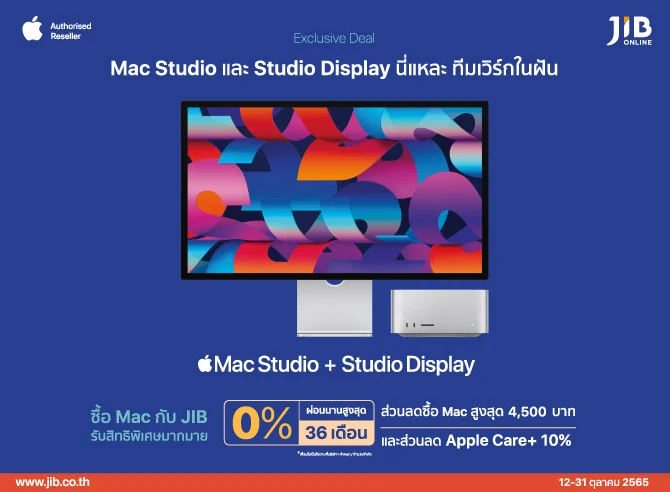 Authorised
Reseller
JIB
ONLINE
Exclusive Deal
Mac Studio และ Studio Display นี่แหละ ทีมเวิร์กในฝัน
Mac Studio + Studio Display
ซื้อ Mac กับ JIB
รับสิทธิพิเศษมากมาย
0%
ผ่อนนานสูงสุด
36 เดือน
ส่วนลดซื้อ Mac สูงสุด 4,500 บาท
และส่วนลด Apple Care+ 10%
www.jib.co.th
12-31 ตุลาคม 2565